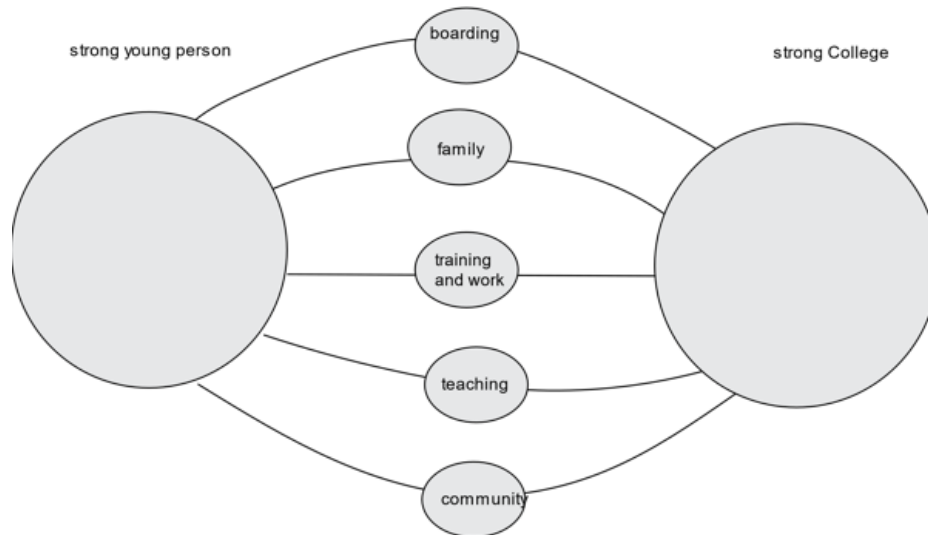 boarding
strong young person
strong College
family
training
and work
teaching
community